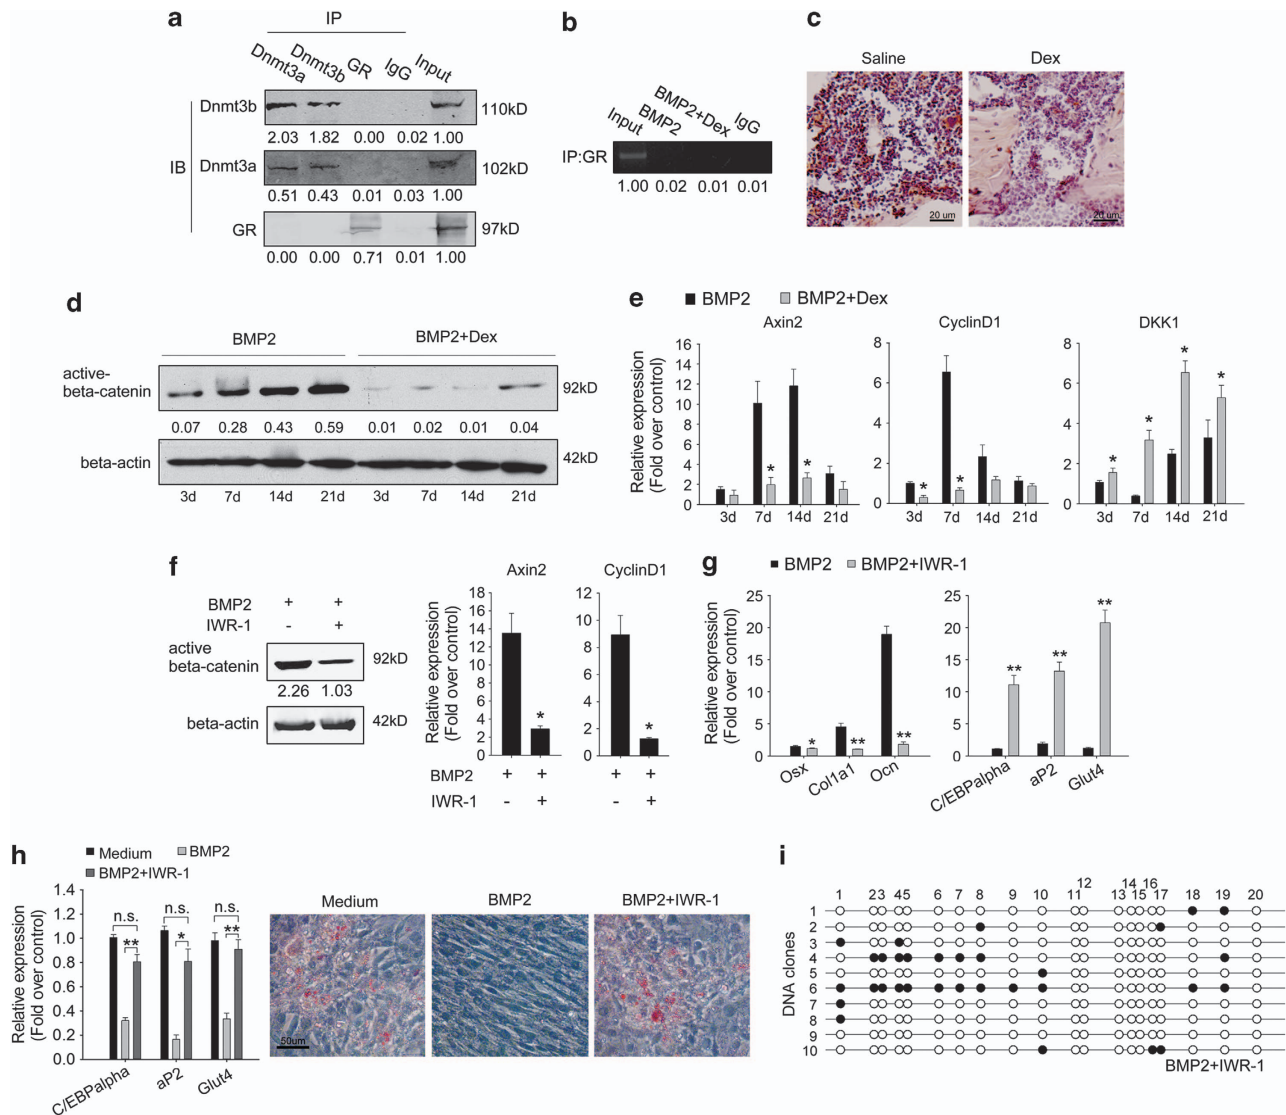 a
IP
Dnmt3a Dnmt3b GR IgG Input
IB
Dnmt3b 110kD
2.03 1.82 0.00 0.02 1.00
Dnmt3a 102kD
0.51 0.43 0.01 0.03 1.00
GR 97kD
0.00 0.00 0.71 0.01 1.00
b
Input BMP2 BMP2+Dex IgG
IP:GR
1.00 0.02 0.01 0.01
c
Saline Dex
20 um 20 um
d
BMP2 BMP2+Dex
active-
beta-catenin 92kD
0.07 0.28 0.43 0.59 0.01 0.02 0.01 0.04
beta-actin 42kD
3d 7d 14d 21d 3d 7d 14d 21d
e
BMP2 BMP2+Dex
Relative expression
(Fold over control)
Axin2
16
14
12
10
8
6
4
2
0
* *
3d 7d 14d 21d
CyclinD1
8
6
4
2
0
* *
3d 7d 14d 21d
DKK1
8
6
4
2
0
* * * *
3d 7d 14d 21d
f
BMP2 + +
IWR-1 - +
active
beta-catenin 92kD
2.26 1.03
beta-actin 42kD
Relative expression
(Fold over control)
Axin2
18
16
14
12
10
8
6
4
2
0
*
CyclinD1
12
10
8
6
4
2
0
*
BMP2 + + + +
IWR-1 - + - +
g
BMP2 BMP2+IWR-1
Relative expression
(Fold over control)
25
20
15
10
5
0
* ** **
Osx Col1a1 Ocn
25
20
15
10
5
0
** ** **
C/EBPalpha aP2 Glut4
h
Medium BMP2
BMP2+IWR-1
Relative expression
(Fold over control)
1.4
1.2
1.0
0.8
0.6
0.4
0.2
0.0
n.s. n.s. n.s.
** * **
C/EBPalpha aP2 Glut4
Medium BMP2 BMP2+IWR-1
50um
i
1 2 3 4 5 6 7 8 9 10 11 12 13 14 15 16 17 18 19 20
DNA clones
1
2
3
4
5
6
7
8
9
10
BMP2+IWR-1